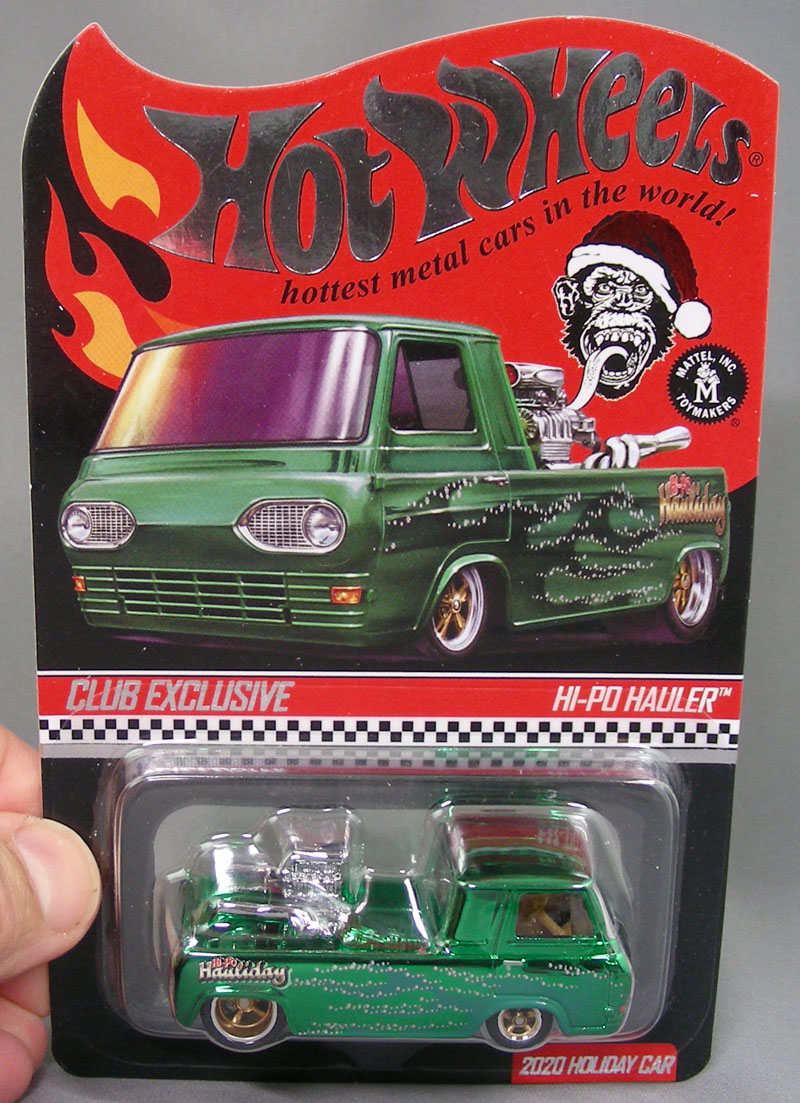 Hot Wheels®
hottest metal cars in the world!
MATTEL, INC.
M
TOYMAKERS®
Hi-Po
Hauliday
CLUB EXCLUSIVE
HI-PO HAULER™
Hi-Po
Hauliday
2020 HOLIDAY CAR